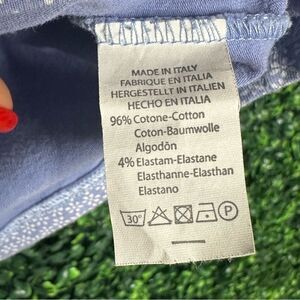 MADE IN ITALY
FABRIQUE EN ITALIA
HERGESTELLT IN ITALIEN
HECHO EN ITALIA
96% Cotone-Cotton
Coton-Baumwolle
Algodón
4% Elastam-Elastane
Elasthanne-Elasthan
Elastano
30° P